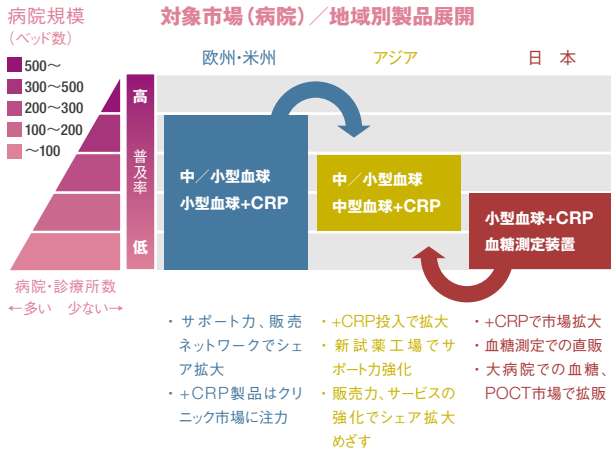 病院規模
（ベッド数）
対象市場（病院）／地域別製品展開
欧州・米州
アジア
日 本
500～
300～500
200～300
100～200
～100
高
普及率
低
中／小型血球
小型血球+CRP
中／小型血球
中型血球+CRP
小型血球+CRP
血糖測定装置
病院・診療所数
←多い 少ない→
・サポート力、販売
ネットワークでシェ
ア拡大
・+CRP製品はクリ
ニック市場に注力
・+CRP投入で拡大
・新試薬工場でサ
ポート力強化
・販売力、サービスの
強化でシェア拡大
めざす
・+CRPで市場拡大
・血糖測定での直販
・大病院での血糖、
POCT市場で拡販